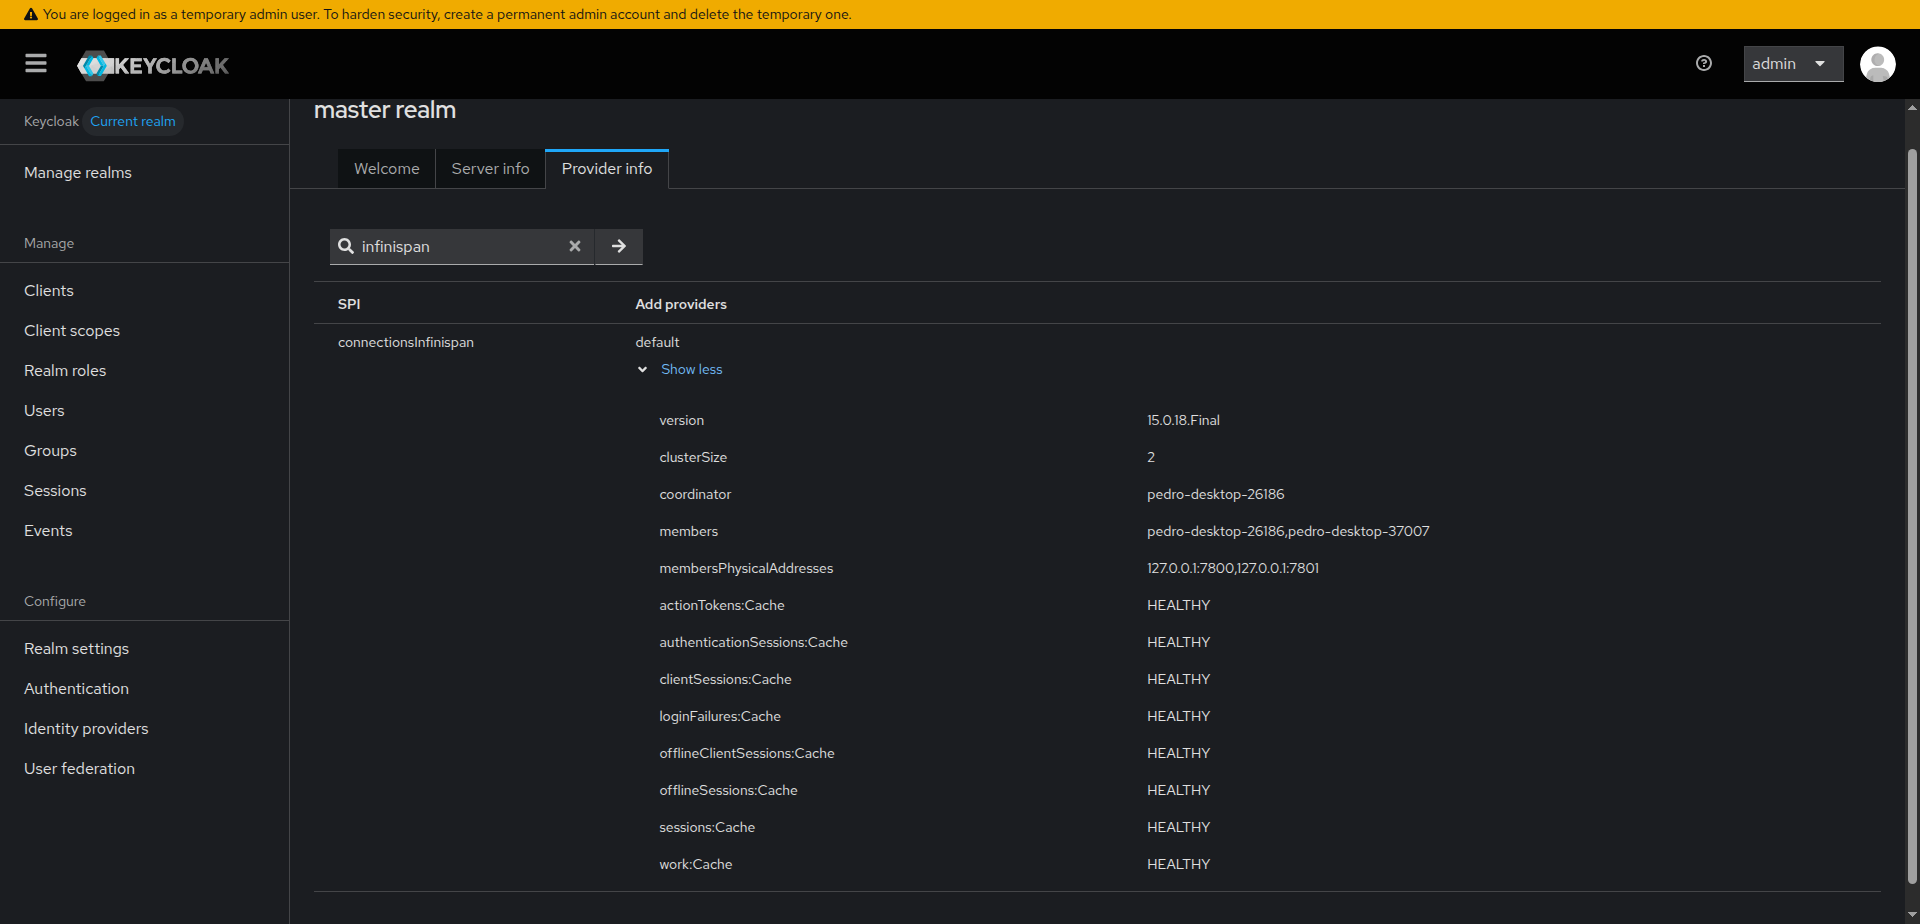 You are logged in as a temporary admin user. To harden security, create a permanent admin account and delete the temporary one.
KEYCLOAK
admin
Keycloak Current realm
Manage realms
Manage
Clients
Client scopes
Realm roles
Users
Groups
Sessions
Events
Configure
Realm settings
Authentication
Identity providers
User federation
master realm
Welcome Server info Provider info
infinispan
SPI Add providers
connectionsInfinispan default
Show less
version 15.0.18.Final
clusterSize 2
coordinator pedro-desktop-26186
members pedro-desktop-26186,pedro-desktop-37007
membersPhysicalAddresses 127.0.0.1:7800,127.0.0.1:7801
actionTokens:Cache HEALTHY
authenticationSessions:Cache HEALTHY
clientSessions:Cache HEALTHY
loginFailures:Cache HEALTHY
offlineClientSessions:Cache HEALTHY
offlineSessions:Cache HEALTHY
sessions:Cache HEALTHY
work:Cache HEALTHY